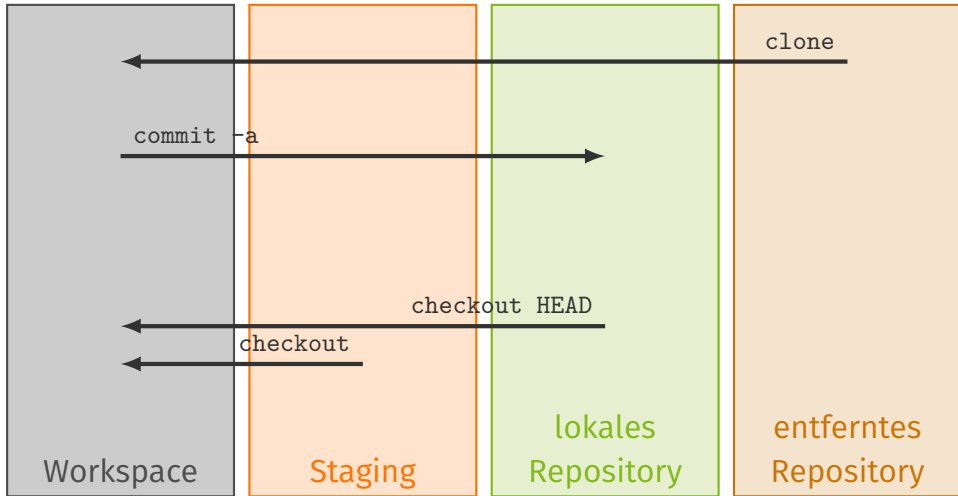 clone
commit -a
checkout HEAD
checkout
Workspace
Staging
lokales
Repository
entferntes
Repository